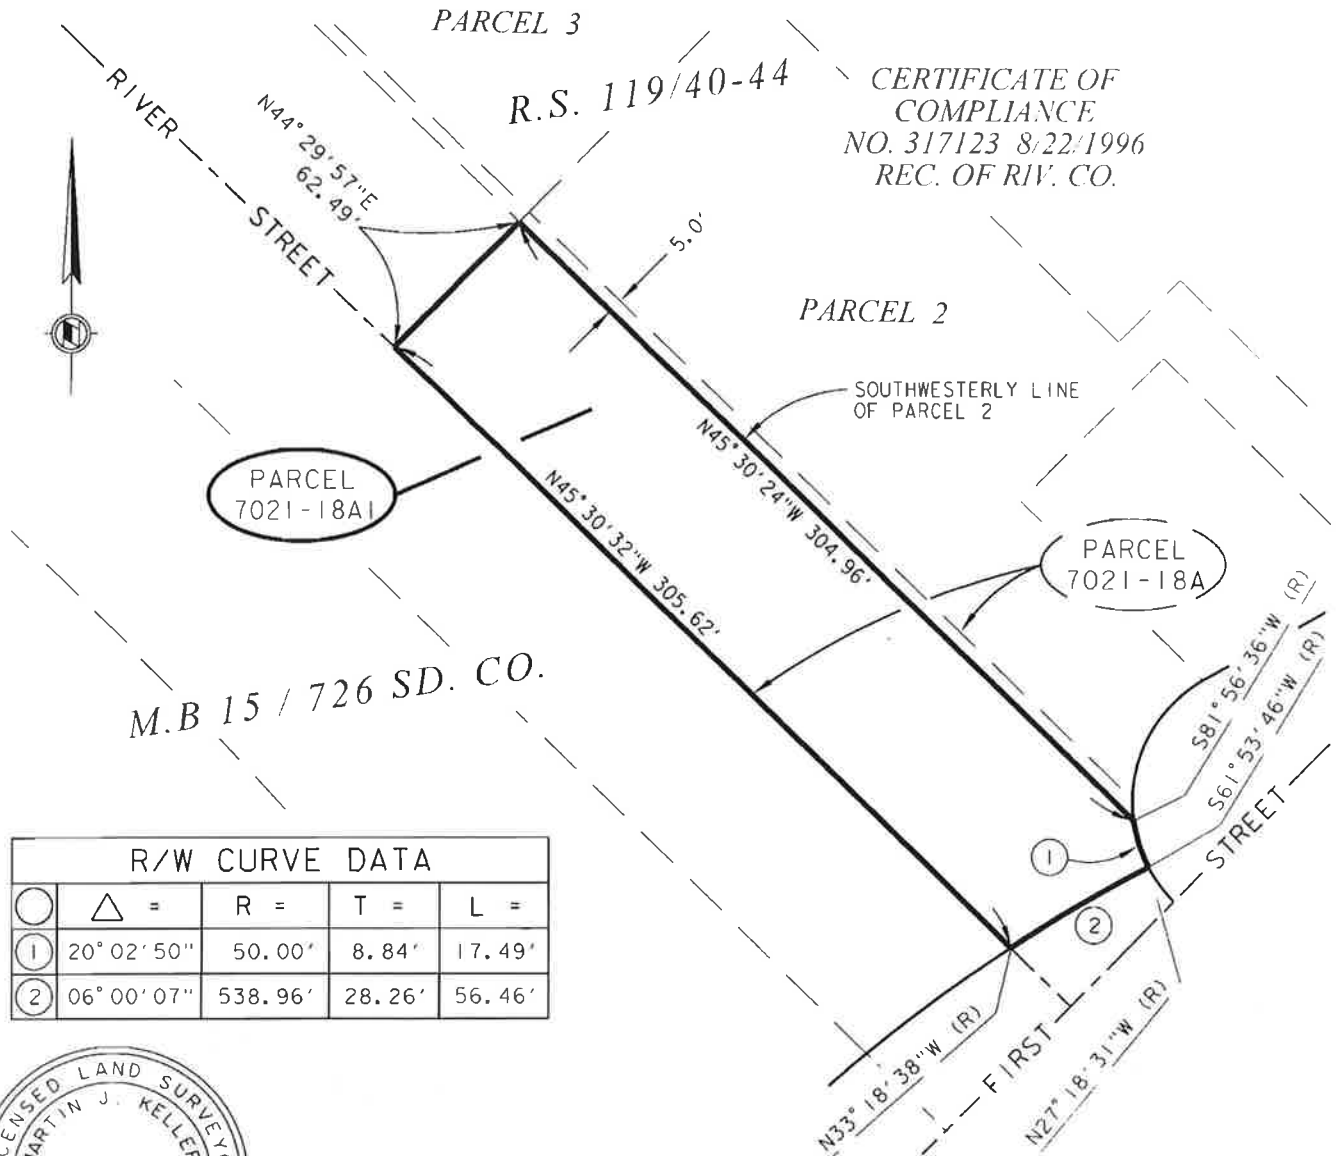 PARCEL 3
R.S. 119/40-44
CERTIFICATE OF
COMPLIANCE
NO. 317123 8/22/1996
REC. OF RIV. CO.
RIVER
STREET
N44°29'57"E
62.49'
5.0'
PARCEL 2
SOUTHWESTERLY LINE
OF PARCEL 2
N45°30'24"W 304.96'
PARCEL
7021-18A1
N45°30'32"W 305.62'
PARCEL
7021-18A
S81°56'36"W (R)
S61°53'46"W (R)
M.B 15 / 726 SD. CO.
1
2
STREET
FIRST
N33°18'38"W (R)
N27°18'31"W (R)
R/W CURVE DATA
△ = R = T = L =
1 20°02'50" 50.00' 8.84' 17.49'
2 06°00'07" 538.96' 28.26' 56.46'
LAND
J.